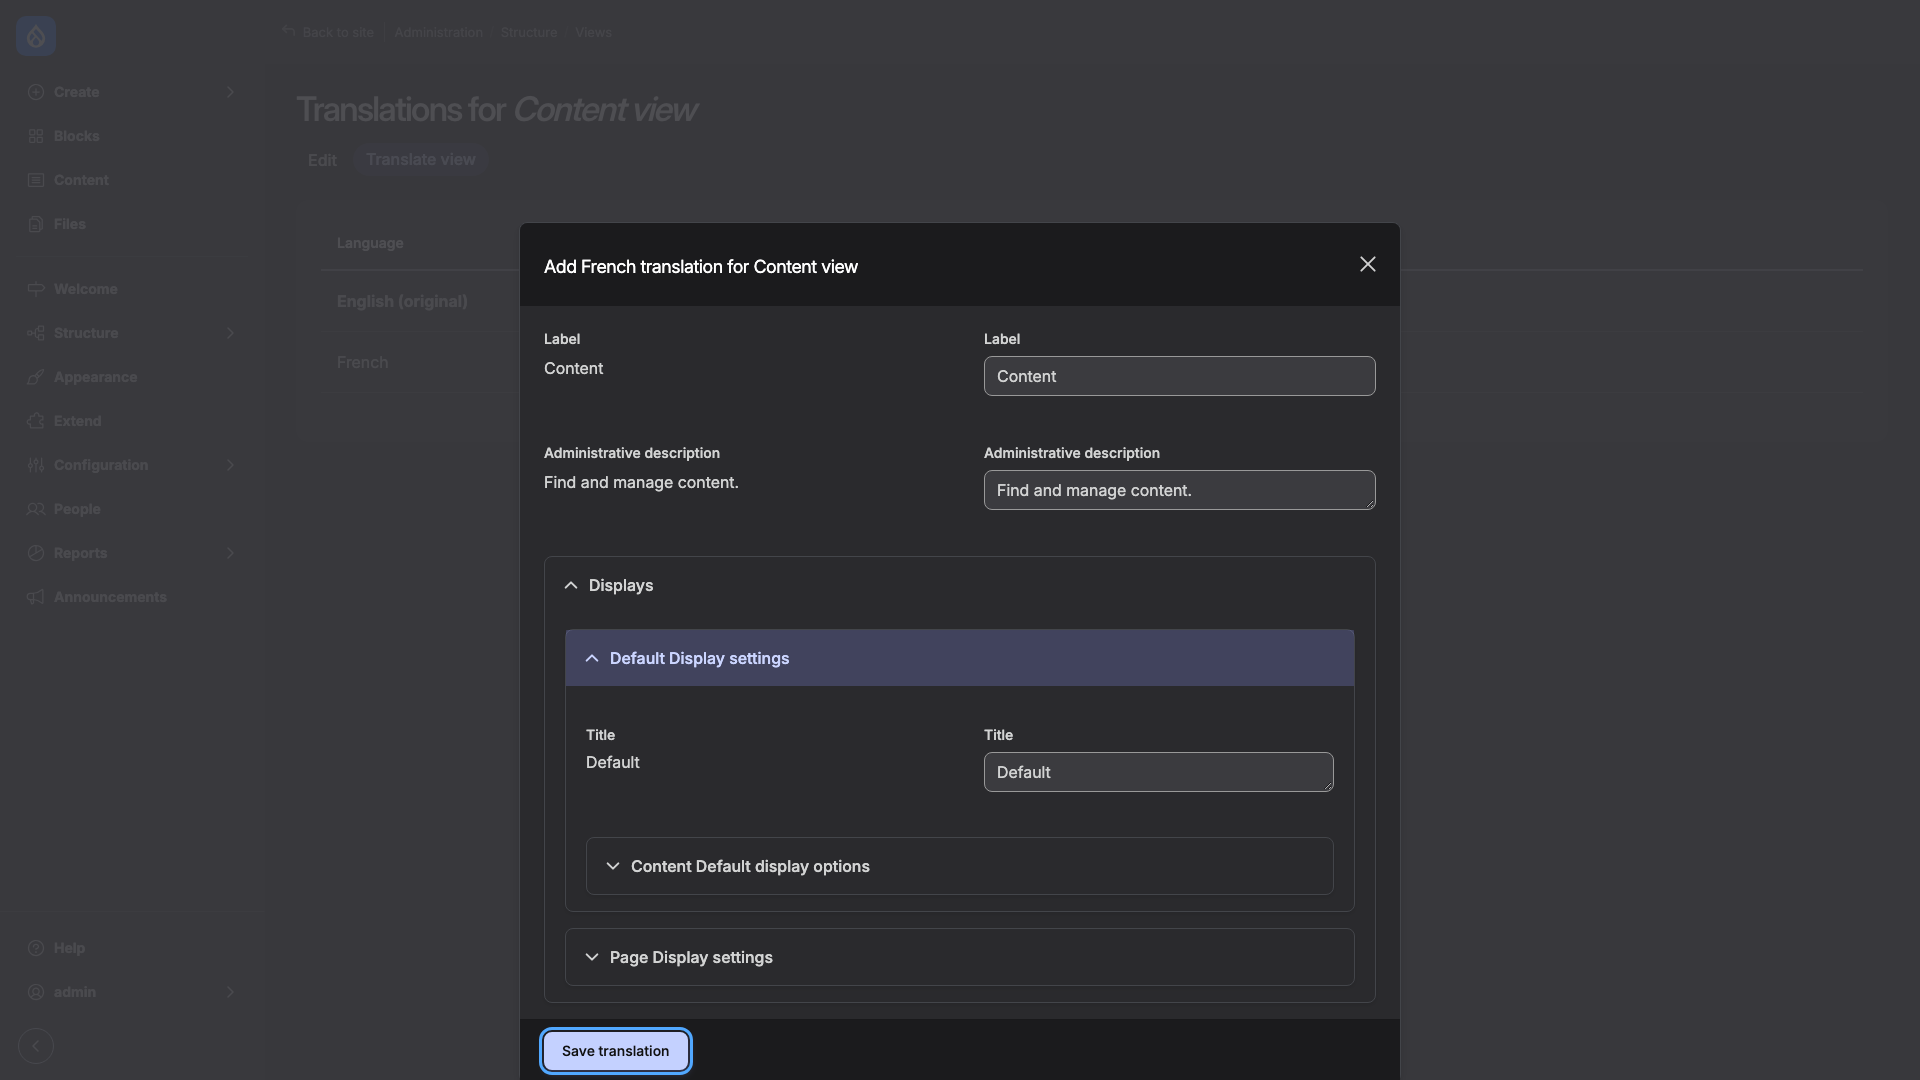 Back to site
Administration
Structure
Views
Create
Blocks
Content
Files
Welcome
Structure
Appearance
Extend
Configuration
People
Reports
Announcements
Help
admin
Translations for Content view
Edit
Translate view
Language
English (original)
French
Add French translation for Content view
Label
Content
Label
Content
Administrative description
Find and manage content.
Administrative description
Find and manage content.
Displays
Default Display settings
Title
Default
Title
Default
Content Default display options
Page Display settings
Save translation